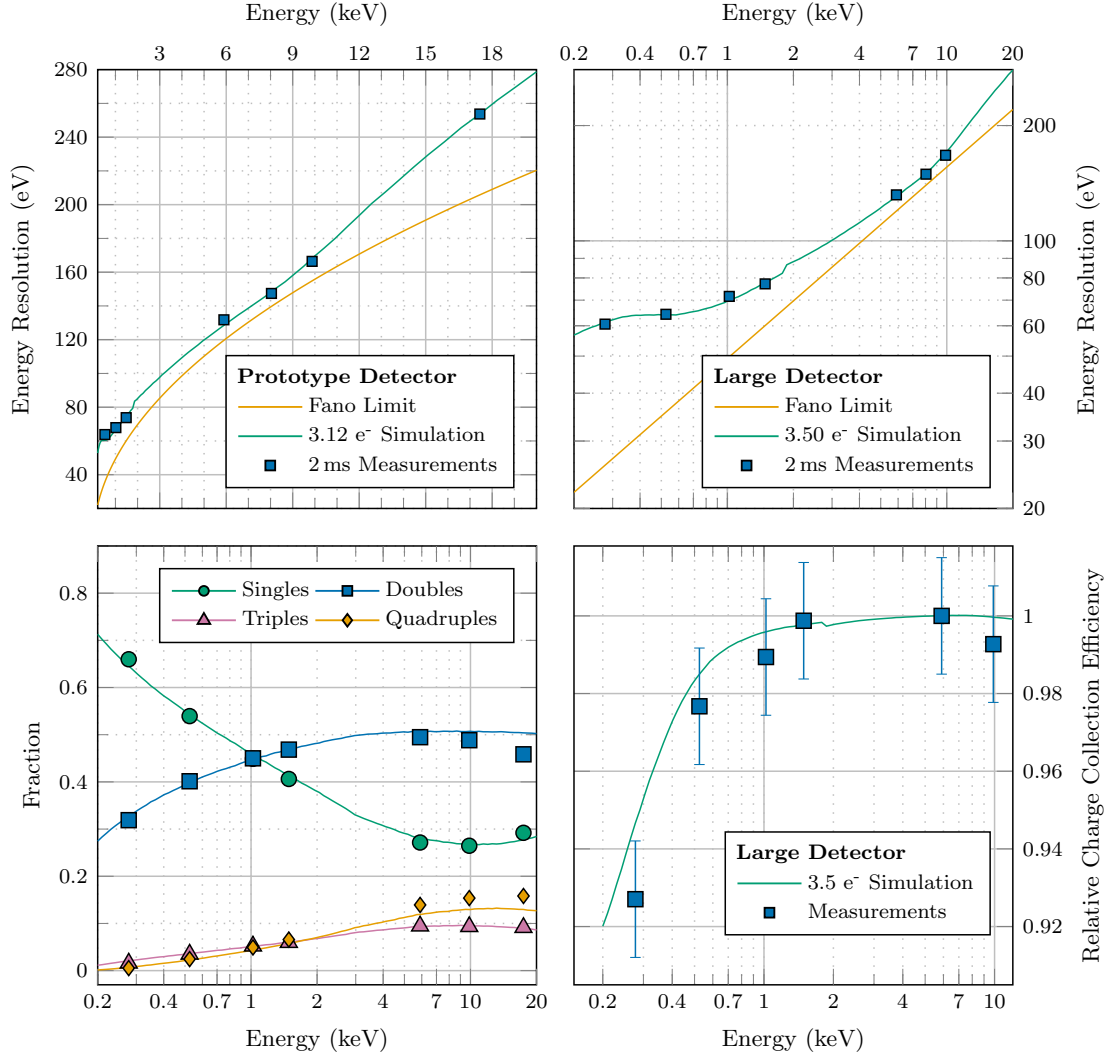 Energy (keV)
3 6 9 12 15 18
280
240
200
160
120
80
40
Energy Resolution (eV)
Prototype Detector
Fano Limit
3.12 e- Simulation
2 ms Measurements
Energy (keV)
0.2 0.4 0.7 1 2 4 7 10 20
200
100
80
60
40
30
20
Energy Resolution (eV)
Large Detector
Fano Limit
3.50 e- Simulation
2 ms Measurements
Singles Doubles
Triples Quadruples
0.8
0.6
0.4
0.2
0
Fraction
0.2 0.4 0.7 1 2 4 7 10 20
Energy (keV)
1
0.98
0.96
0.94
0.92
Relative Charge Collection Efficiency
Large Detector
3.5 e- Simulation
Measurements
0.2 0.4 0.7 1 2 4 7 10
Energy (keV)